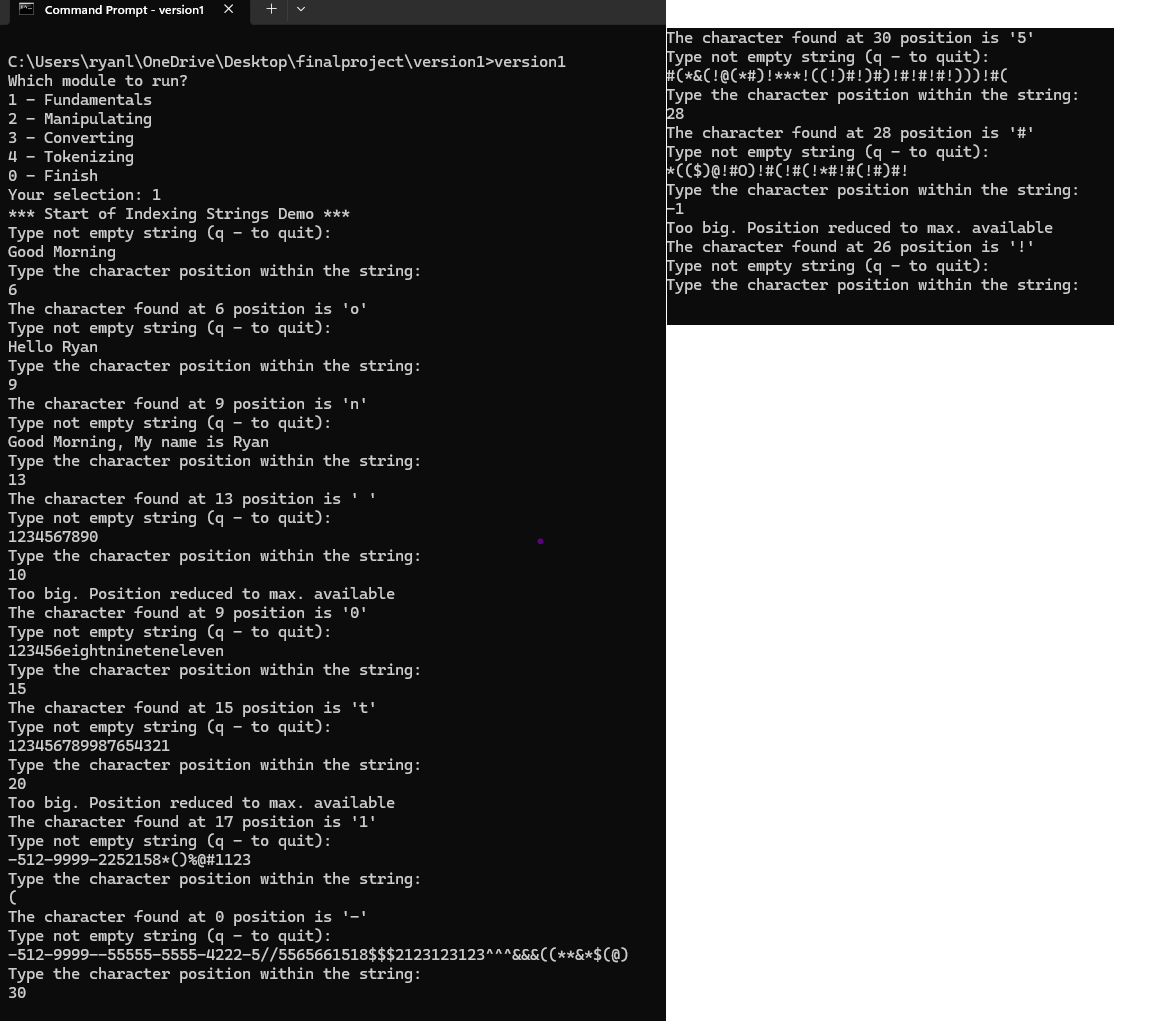 Command Prompt - version1
C:\Users\ryanl\OneDrive\Desktop\finalproject\version1>version1
Which module to run?
1 - Fundamentals
2 - Manipulating
3 - Converting
4 - Tokenizing
0 - Finish
Your selection: 1
*** Start of Indexing Strings Demo ***
Type not empty string (q - to quit):
Good Morning
Type the character position within the string:
6
The character found at 6 position is 'o'
Type not empty string (q - to quit):
Hello Ryan
Type the character position within the string:
9
The character found at 9 position is 'n'
Type not empty string (q - to quit):
Good Morning, My name is Ryan
Type the character position within the string:
13
The character found at 13 position is ' '
Type not empty string (q - to quit):
1234567890
Type the character position within the string:
10
Too big. Position reduced to max. available
The character found at 9 position is '0'
Type not empty string (q - to quit):
123456eightnineteneleven
Type the character position within the string:
15
The character found at 15 position is 't'
Type not empty string (q - to quit):
123456789987654321
Type the character position within the string:
20
Too big. Position reduced to max. available
The character found at 17 position is '1'
Type not empty string (q - to quit):
-512-9999-2252158*()%@#1123
Type the character position within the string:
(
The character found at 0 position is '-'
Type not empty string (q - to quit):
-512-9999--55555-5555-4222-5//5565661518$$$2123123123^^^&&&((**&*$(@)
Type the character position within the string:
30
The character found at 30 position is '5'
Type not empty string (q - to quit):
#(*&(!@(*#)!***!((!)#!)#)!#!#!#!)))!#(
Type the character position within the string:
28
The character found at 28 position is '#'
Type not empty string (q - to quit):
*(($)@!#O)!#(!#(!*#!#(!#)#!
Type the character position within the string:
-1
Too big. Position reduced to max. available
The character found at 26 position is '!'
Type not empty string (q - to quit):
Type the character position within the string: